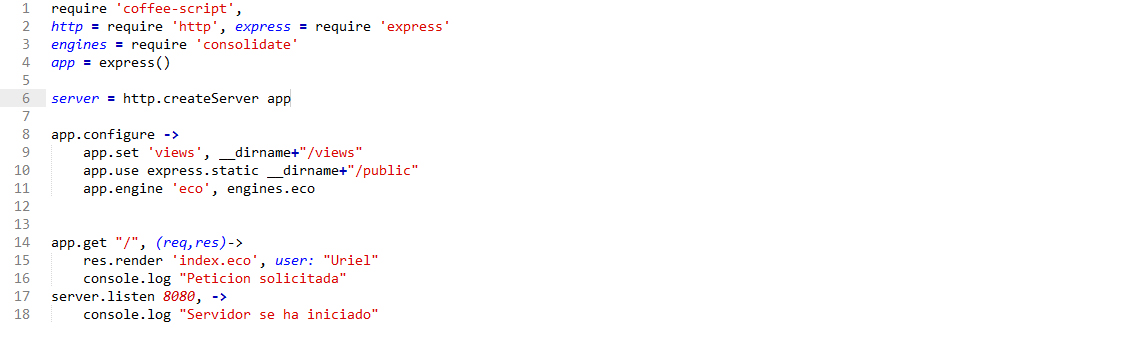 1 require 'coffee-script',
2 http = require 'http', express = require 'express'
3 engines = require 'consolidate'
4 app = express()
5
6 server = http.createServer app
7
8 app.configure ->
9     app.set 'views', __dirname+"/views"
10     app.use express.static __dirname+"/public"
11     app.engine 'eco', engines.eco
12
13
14 app.get "/", (req,res)->
15     res.render 'index.eco', user: "Uriel"
16     console.log "Peticion solicitada"
17 server.listen 8080, ->
18     console.log "Servidor se ha iniciado"